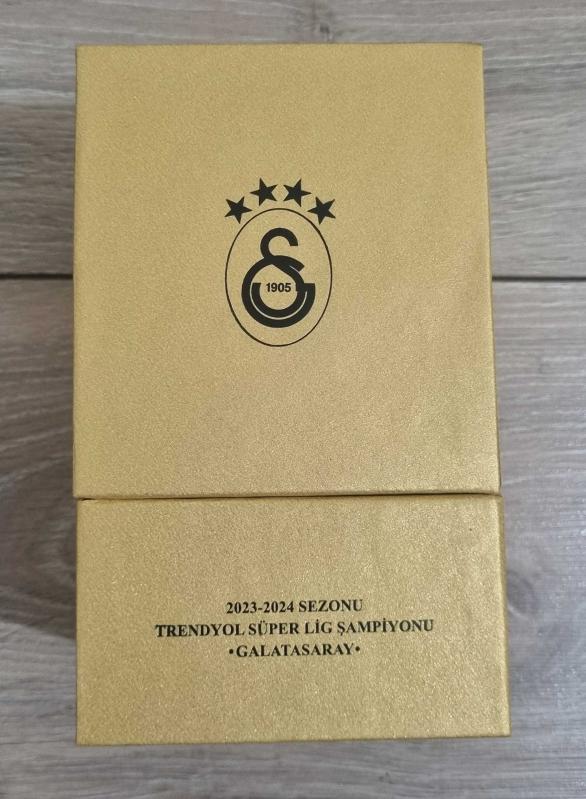 1905
2023-2024 SEZONU
TRENDYOL SÜPER LİG ŞAMPİYONU
•GALATASARAY•